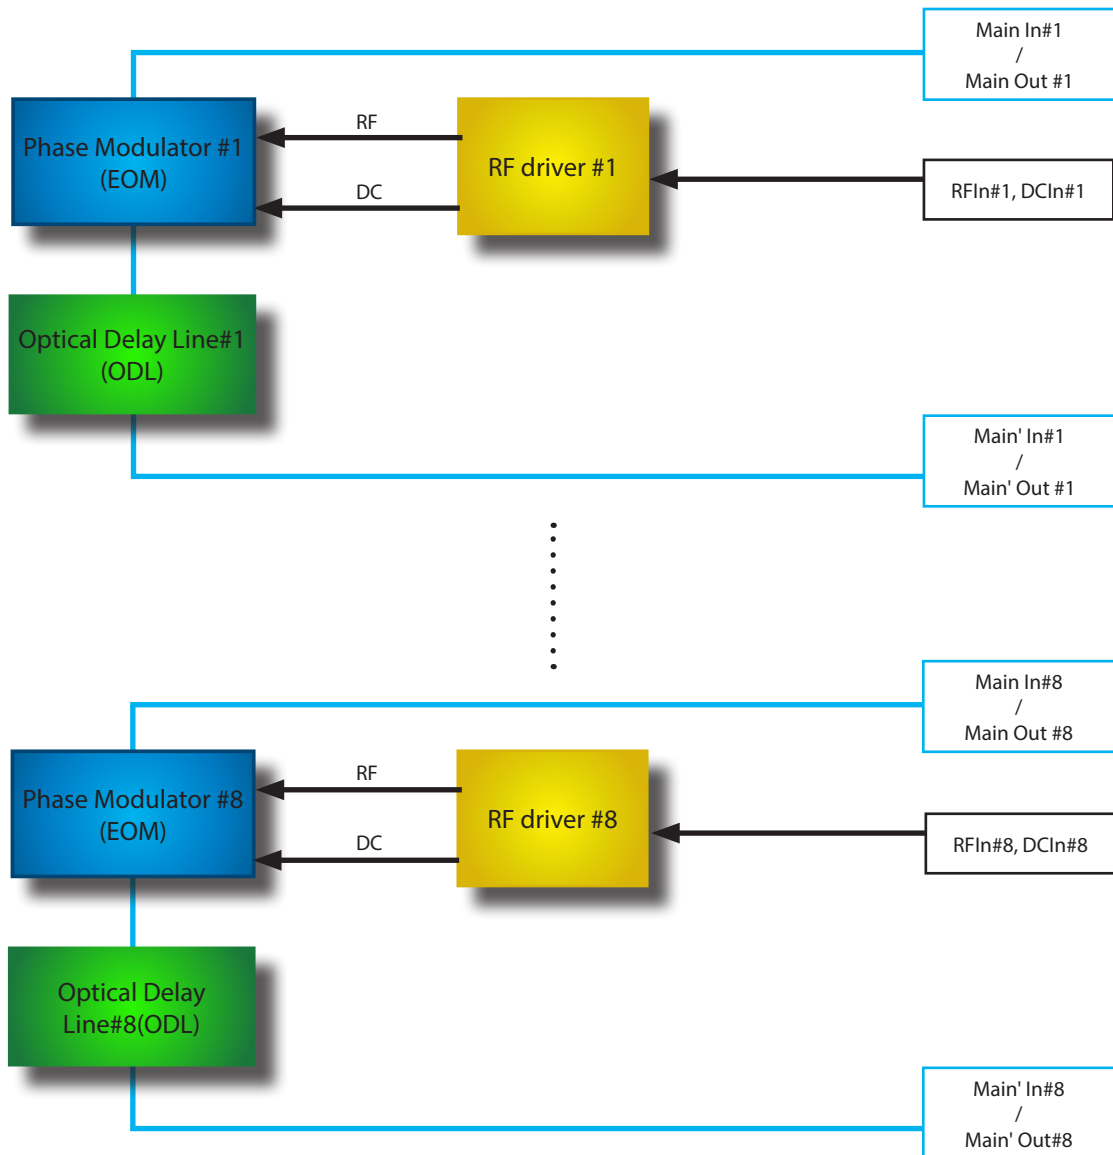 Main In#1
/
Main Out #1
Phase Modulator #1
(EOM)
RF
DC
RF driver #1
RFIn#1, DCIn#1
Optical Delay Line#1
(ODL)
Main' In#1
/
Main' Out #1
Main In#8
/
Main Out #8
Phase Modulator #8
(EOM)
RF
DC
RF driver #8
RFIn#8, DCIn#8
Optical Delay
Line#8(ODL)
Main' In#8
/
Main' Out#8